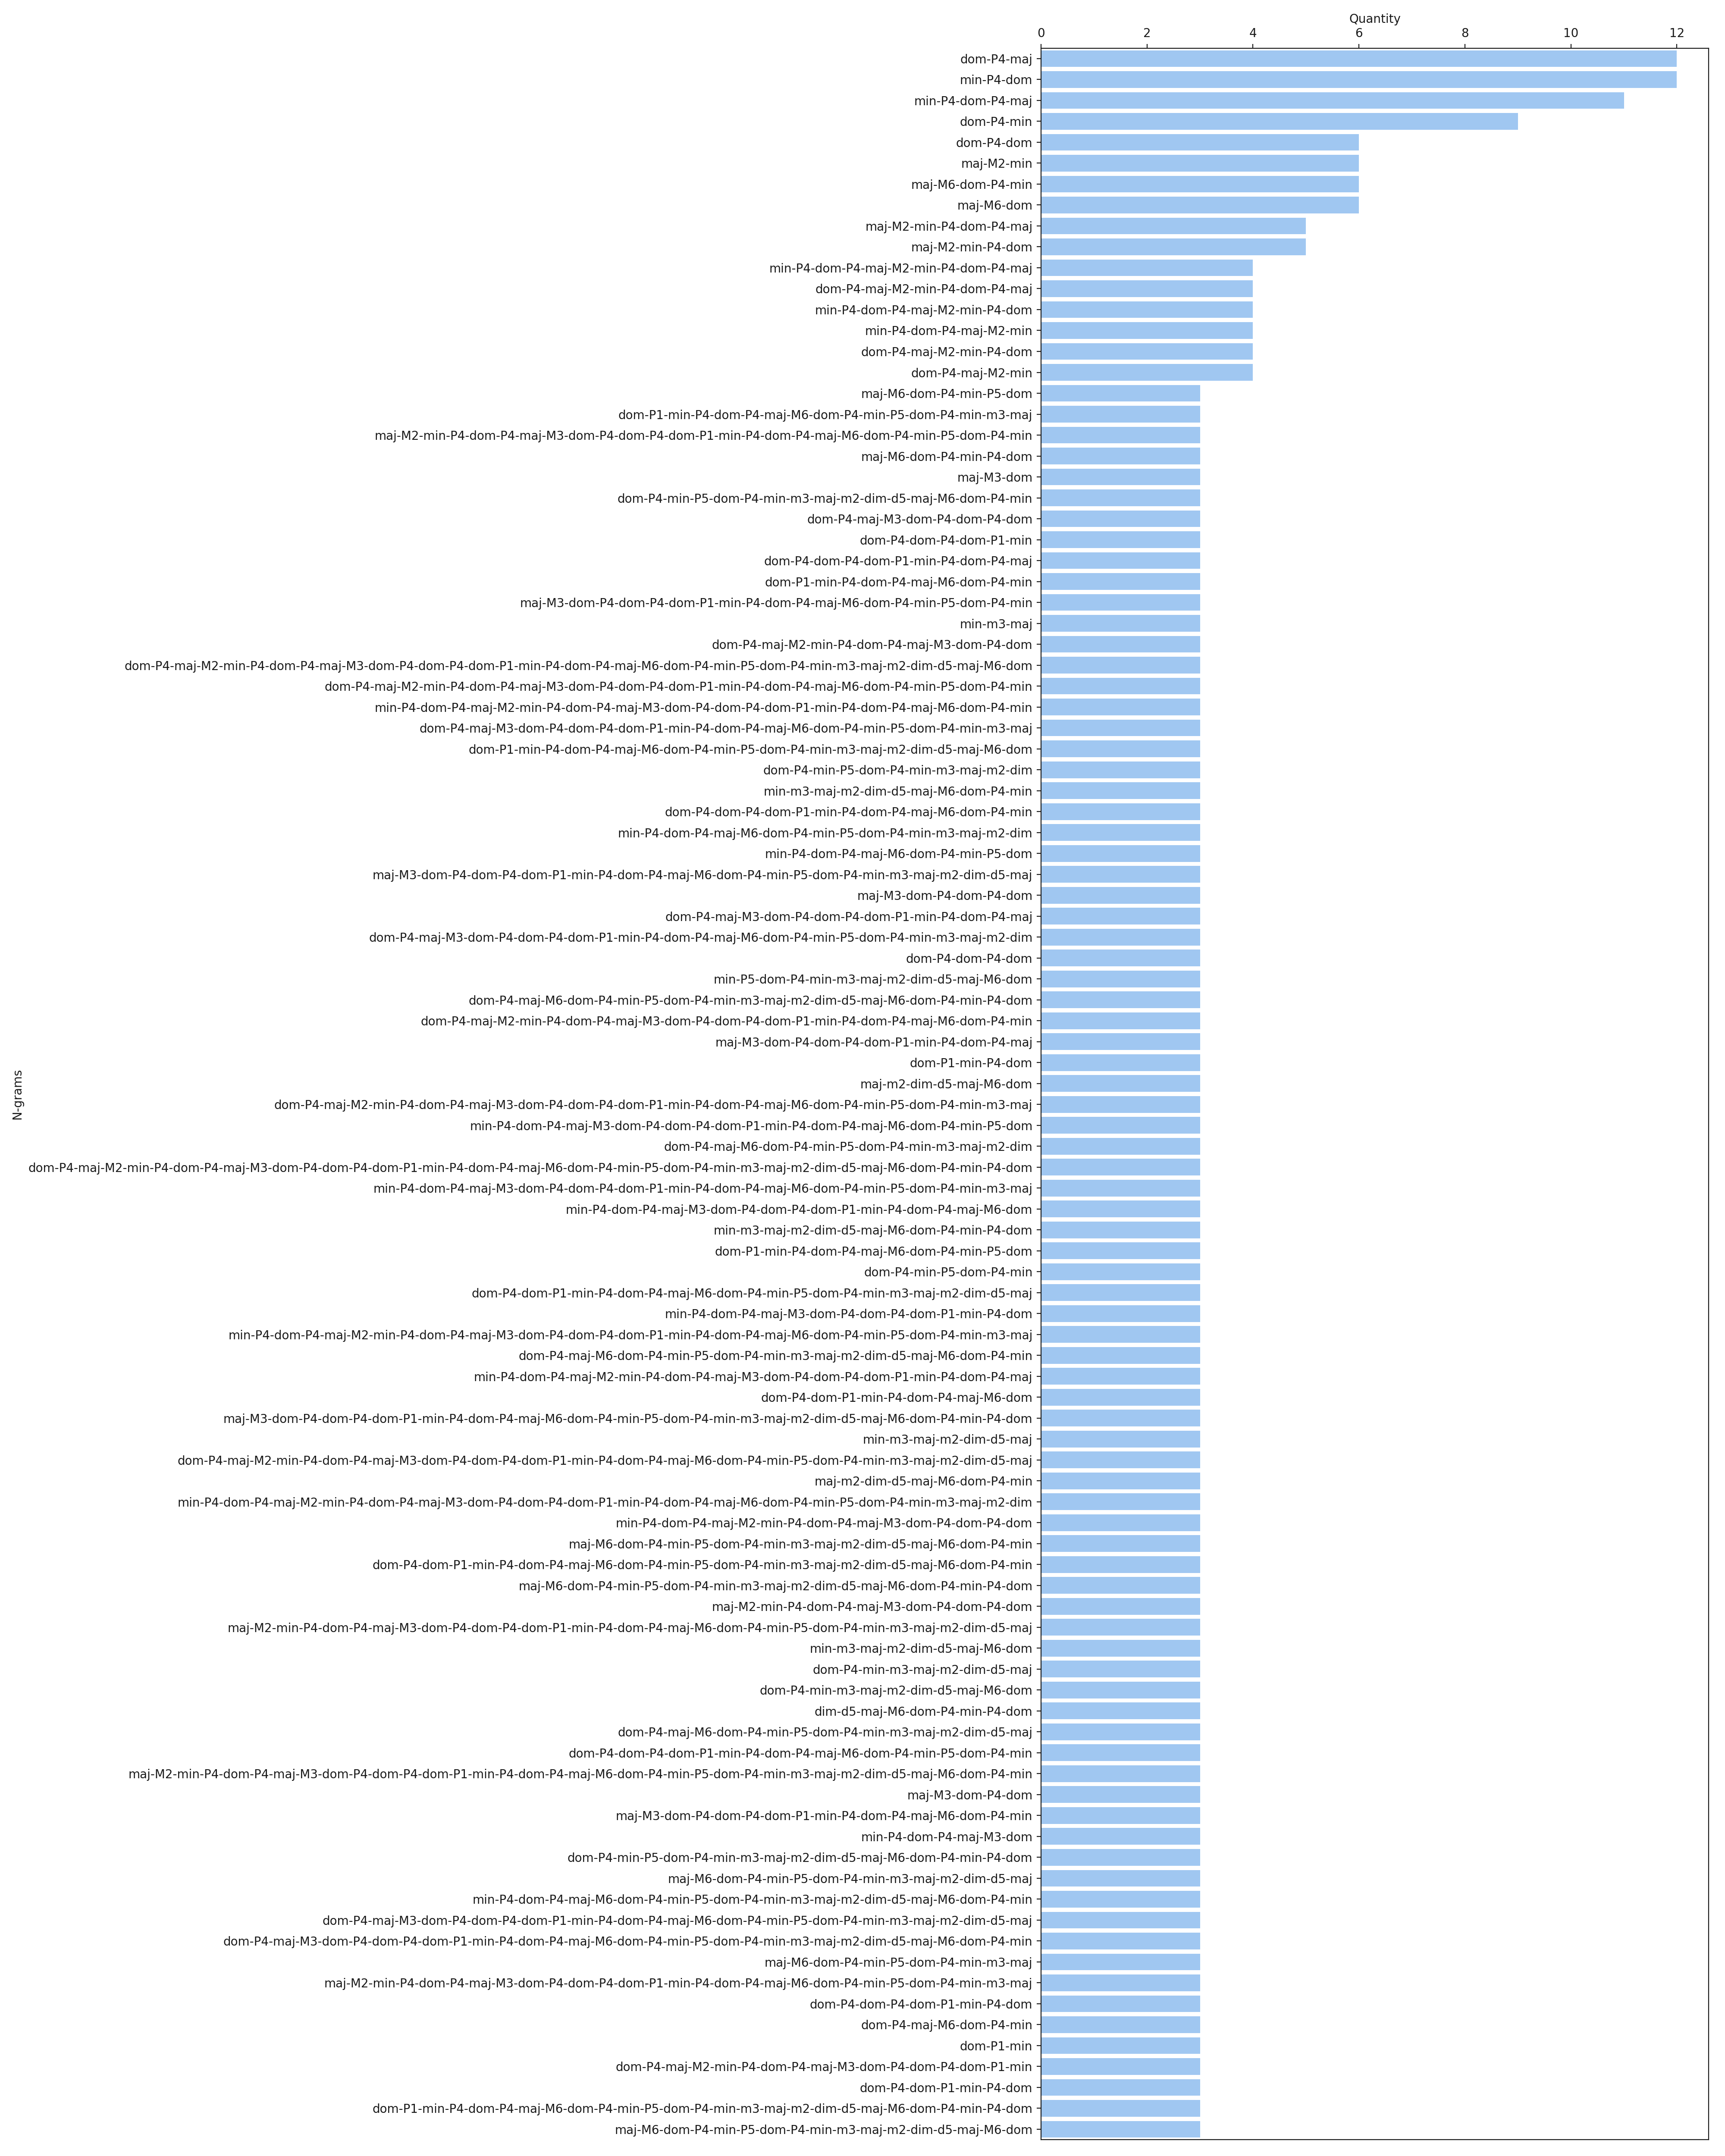 Quantity
0 2 4 6 8 10 12
dom-P4-maj
min-P4-dom
min-P4-dom-P4-maj
dom-P4-min
dom-P4-dom
maj-M2-min
maj-M6-dom-P4-min
maj-M6-dom
maj-M2-min-P4-dom-P4-maj
maj-M2-min-P4-dom
min-P4-dom-P4-maj-M2-min-P4-dom-P4-maj
dom-P4-maj-M2-min-P4-dom-P4-maj
min-P4-dom-P4-maj-M2-min-P4-dom
min-P4-dom-P4-maj-M2-min
dom-P4-maj-M2-min-P4-dom
dom-P4-maj-M2-min
maj-M6-dom-P4-min-P5-dom
dom-P1-min-P4-dom-P4-maj-M6-dom-P4-min-P5-dom-P4-min-m3-maj
maj-M2-min-P4-dom-P4-maj-M3-dom-P4-dom-P4-dom-P1-min-P4-dom-P4-maj-M6-dom-P4-min-P5-dom-P4-min
maj-M6-dom-P4-min-P4-dom
maj-M3-dom
dom-P4-min-P5-dom-P4-min-m3-maj-m2-dim-d5-maj-M6-dom-P4-min
dom-P4-maj-M3-dom-P4-dom-P4-dom
dom-P4-dom-P4-dom-P1-min
dom-P4-dom-P4-dom-P1-min-P4-dom-P4-maj
dom-P1-min-P4-dom-P4-maj-M6-dom-P4-min
maj-M3-dom-P4-dom-P4-dom-P1-min-P4-dom-P4-maj-M6-dom-P4-min-P5-dom-P4-min
min-m3-maj
dom-P4-maj-M2-min-P4-dom-P4-maj-M3-dom-P4-dom
dom-P4-maj-M2-min-P4-dom-P4-maj-M3-dom-P4-dom-P4-dom-P1-min-P4-dom-P4-maj-M6-dom-P4-min-P5-dom-P4-min-m3-maj-m2-dim-d5-maj-M6-dom
dom-P4-maj-M2-min-P4-dom-P4-maj-M3-dom-P4-dom-P4-dom-P1-min-P4-dom-P4-maj-M6-dom-P4-min-P5-dom-P4-min
min-P4-dom-P4-maj-M2-min-P4-dom-P4-maj-M3-dom-P4-dom-P4-dom-P1-min-P4-dom-P4-maj-M6-dom-P4-min
dom-P4-maj-M3-dom-P4-dom-P4-dom-P1-min-P4-dom-P4-maj-M6-dom-P4-min-P5-dom-P4-min-m3-maj
dom-P1-min-P4-dom-P4-maj-M6-dom-P4-min-P5-dom-P4-min-m3-maj-m2-dim-d5-maj-M6-dom
dom-P4-min-P5-dom-P4-min-m3-maj-m2-dim
min-m3-maj-m2-dim-d5-maj-M6-dom-P4-min
dom-P4-dom-P4-dom-P1-min-P4-dom-P4-maj-M6-dom-P4-min
min-P4-dom-P4-maj-M6-dom-P4-min-P5-dom-P4-min-m3-maj-m2-dim
min-P4-dom-P4-maj-M6-dom-P4-min-P5-dom
maj-M3-dom-P4-dom-P4-dom-P1-min-P4-dom-P4-maj-M6-dom-P4-min-P5-dom-P4-min-m3-maj-m2-dim-d5-maj
maj-M3-dom-P4-dom-P4-dom
dom-P4-maj-M3-dom-P4-dom-P4-dom-P1-min-P4-dom-P4-maj
dom-P4-maj-M3-dom-P4-dom-P4-dom-P1-min-P4-dom-P4-maj-M6-dom-P4-min-P5-dom-P4-min-m3-maj-m2-dim
dom-P4-dom-P4-dom
min-P5-dom-P4-min-m3-maj-m2-dim-d5-maj-M6-dom
dom-P4-maj-M6-dom-P4-min-P5-dom-P4-min-m3-maj-m2-dim-d5-maj-M6-dom-P4-min-P4-dom
dom-P4-maj-M2-min-P4-dom-P4-maj-M3-dom-P4-dom-P4-dom-P1-min-P4-dom-P4-maj-M6-dom-P4-min
maj-M3-dom-P4-dom-P4-dom-P1-min-P4-dom-P4-maj
dom-P1-min-P4-dom
maj-m2-dim-d5-maj-M6-dom
N-grams
dom-P4-maj-M2-min-P4-dom-P4-maj-M3-dom-P4-dom-P4-dom-P1-min-P4-dom-P4-maj-M6-dom-P4-min-P5-dom-P4-min-m3-maj
min-P4-dom-P4-maj-M3-dom-P4-dom-P4-dom-P1-min-P4-dom-P4-maj-M6-dom-P4-min-P5-dom
dom-P4-maj-M6-dom-P4-min-P5-dom-P4-min-m3-maj-m2-dim
dom-P4-maj-M2-min-P4-dom-P4-maj-M3-dom-P4-dom-P4-dom-P1-min-P4-dom-P4-maj-M6-dom-P4-min-P5-dom-P4-min-m3-maj-m2-dim-d5-maj-M6-dom-P4-min-P4-dom
min-P4-dom-P4-maj-M3-dom-P4-dom-P4-dom-P1-min-P4-dom-P4-maj-M6-dom-P4-min-P5-dom-P4-min-m3-maj
min-P4-dom-P4-maj-M3-dom-P4-dom-P4-dom-P1-min-P4-dom-P4-maj-M6-dom
min-m3-maj-m2-dim-d5-maj-M6-dom-P4-min-P4-dom
dom-P1-min-P4-dom-P4-maj-M6-dom-P4-min-P5-dom
dom-P4-min-P5-dom-P4-min
dom-P4-dom-P1-min-P4-dom-P4-maj-M6-dom-P4-min-P5-dom-P4-min-m3-maj-m2-dim-d5-maj
min-P4-dom-P4-maj-M3-dom-P4-dom-P4-dom-P1-min-P4-dom
min-P4-dom-P4-maj-M2-min-P4-dom-P4-maj-M3-dom-P4-dom-P4-dom-P1-min-P4-dom-P4-maj-M6-dom-P4-min-P5-dom-P4-min-m3-maj
dom-P4-maj-M6-dom-P4-min-P5-dom-P4-min-m3-maj-m2-dim-d5-maj-M6-dom-P4-min
min-P4-dom-P4-maj-M2-min-P4-dom-P4-maj-M3-dom-P4-dom-P4-dom-P1-min-P4-dom-P4-maj
dom-P4-dom-P1-min-P4-dom-P4-maj-M6-dom
maj-M3-dom-P4-dom-P4-dom-P1-min-P4-dom-P4-maj-M6-dom-P4-min-P5-dom-P4-min-m3-maj-m2-dim-d5-maj-M6-dom-P4-min-P4-dom
min-m3-maj-m2-dim-d5-maj
dom-P4-maj-M2-min-P4-dom-P4-maj-M3-dom-P4-dom-P4-dom-P1-min-P4-dom-P4-maj-M6-dom-P4-min-P5-dom-P4-min-m3-maj-m2-dim-d5-maj
maj-m2-dim-d5-maj-M6-dom-P4-min
min-P4-dom-P4-maj-M2-min-P4-dom-P4-maj-M3-dom-P4-dom-P4-dom-P1-min-P4-dom-P4-maj-M6-dom-P4-min-P5-dom-P4-min-m3-maj-m2-dim
min-P4-dom-P4-maj-M2-min-P4-dom-P4-maj-M3-dom-P4-dom-P4-dom
maj-M6-dom-P4-min-P5-dom-P4-min-m3-maj-m2-dim-d5-maj-M6-dom-P4-min
dom-P4-dom-P1-min-P4-dom-P4-maj-M6-dom-P4-min-P5-dom-P4-min-m3-maj-m2-dim-d5-maj-M6-dom-P4-min
maj-M6-dom-P4-min-P5-dom-P4-min-m3-maj-m2-dim-d5-maj-M6-dom-P4-min-P4-dom
maj-M2-min-P4-dom-P4-maj-M3-dom-P4-dom-P4-dom
maj-M2-min-P4-dom-P4-maj-M3-dom-P4-dom-P4-dom-P1-min-P4-dom-P4-maj-M6-dom-P4-min-P5-dom-P4-min-m3-maj-m2-dim-d5-maj
min-m3-maj-m2-dim-d5-maj-M6-dom
dom-P4-min-m3-maj-m2-dim-d5-maj
dom-P4-min-m3-maj-m2-dim-d5-maj-M6-dom
dim-d5-maj-M6-dom-P4-min-P4-dom
dom-P4-maj-M6-dom-P4-min-P5-dom-P4-min-m3-maj-m2-dim-d5-maj
dom-P4-dom-P4-dom-P1-min-P4-dom-P4-maj-M6-dom-P4-min-P5-dom-P4-min
maj-M2-min-P4-dom-P4-maj-M3-dom-P4-dom-P4-dom-P1-min-P4-dom-P4-maj-M6-dom-P4-min-P5-dom-P4-min-m3-maj-m2-dim-d5-maj-M6-dom-P4-min
maj-M3-dom-P4-dom
maj-M3-dom-P4-dom-P4-dom-P1-min-P4-dom-P4-maj-M6-dom-P4-min
min-P4-dom-P4-maj-M3-dom
dom-P4-min-P5-dom-P4-min-m3-maj-m2-dim-d5-maj-M6-dom-P4-min-P4-dom
maj-M6-dom-P4-min-P5-dom-P4-min-m3-maj-m2-dim-d5-maj
min-P4-dom-P4-maj-M6-dom-P4-min-P5-dom-P4-min-m3-maj-m2-dim-d5-maj-M6-dom-P4-min
dom-P4-maj-M3-dom-P4-dom-P4-dom-P1-min-P4-dom-P4-maj-M6-dom-P4-min-P5-dom-P4-min-m3-maj-m2-dim-d5-maj
dom-P4-maj-M3-dom-P4-dom-P4-dom-P1-min-P4-dom-P4-maj-M6-dom-P4-min-P5-dom-P4-min-m3-maj-m2-dim-d5-maj-M6-dom-P4-min
maj-M6-dom-P4-min-P5-dom-P4-min-m3-maj
maj-M2-min-P4-dom-P4-maj-M3-dom-P4-dom-P4-dom-P1-min-P4-dom-P4-maj-M6-dom-P4-min-P5-dom-P4-min-m3-maj
dom-P4-dom-P4-dom-P1-min-P4-dom
dom-P4-maj-M6-dom-P4-min
dom-P1-min
dom-P4-maj-M2-min-P4-dom-P4-maj-M3-dom-P4-dom-P4-dom-P1-min
dom-P4-dom-P1-min-P4-dom
dom-P1-min-P4-dom-P4-maj-M6-dom-P4-min-P5-dom-P4-min-m3-maj-m2-dim-d5-maj-M6-dom-P4-min-P4-dom
maj-M6-dom-P4-min-P5-dom-P4-min-m3-maj-m2-dim-d5-maj-M6-dom